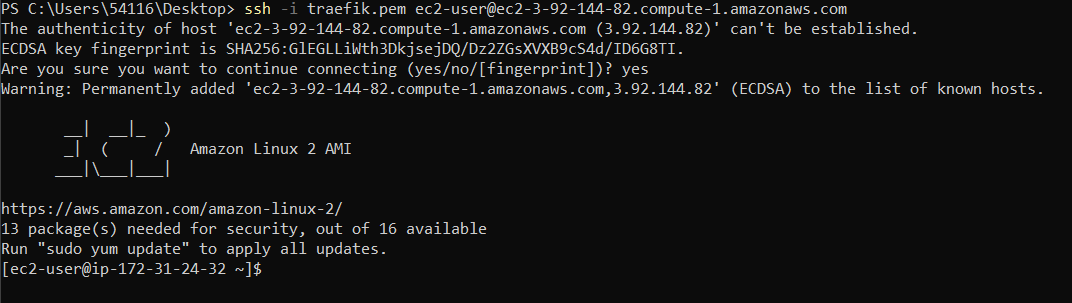 PS C:\Users\54116\Desktop> ssh -i traefik.pem ec2-user@ec2-3-92-144-82.compute-1.amazonaws.com
The authenticity of host 'ec2-3-92-144-82.compute-1.amazonaws.com (3.92.144.82)' can't be established.
ECDSA key fingerprint is SHA256:GlEGLLiWth3DkjsejDQ/Dz2ZGsXVXB9cS4d/ID6G8TI.
Are you sure you want to continue connecting (yes/no/[fingerprint])? yes
Warning: Permanently added 'ec2-3-92-144-82.compute-1.amazonaws.com,3.92.144.82' (ECDSA) to the list of known hosts.

       __|  __|_  )
       _|  (     /   Amazon Linux 2 AMI
      ___|\___|___|

https://aws.amazon.com/amazon-linux-2/
13 package(s) needed for security, out of 16 available
Run "sudo yum update" to apply all updates.
[ec2-user@ip-172-31-24-32 ~]$